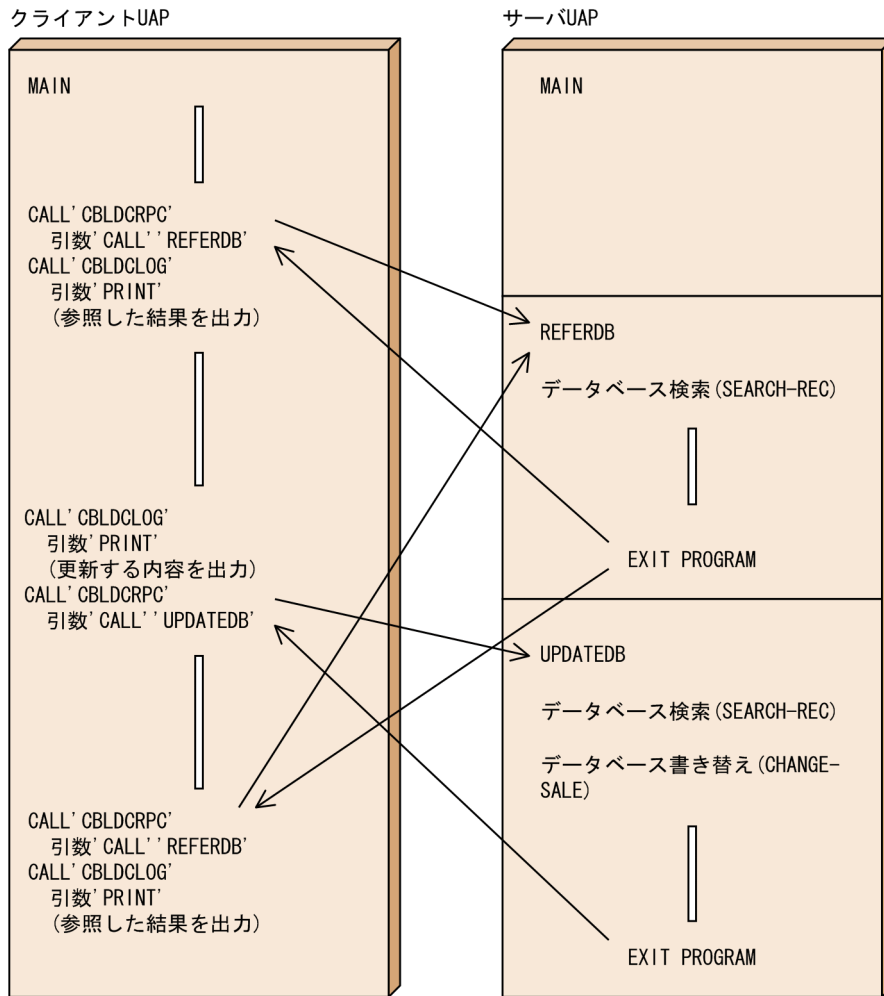 クライアントUAP
MAIN
CALL'CBLDCRPC'
引数'CALL''REFERDB'
CALL'CBLDCLOG'
引数'PRINT'
(参照した結果を出力)
CALL'CBLDCLOG'
引数'PRINT'
(更新する内容を出力)
CALL'CBLDCRPC'
引数'CALL''UPDATEDB'
CALL'CBLDCRPC'
引数'CALL''REFERDB'
CALL'CBLDCLOG'
引数'PRINT'
(参照した結果を出力)
サーバUAP
MAIN
REFERDB
データベース検索(SEARCH-REC)
EXIT PROGRAM
UPDATEDB
データベース検索(SEARCH-REC)
データベース書き替え(CHANGE-
SALE)
EXIT PROGRAM